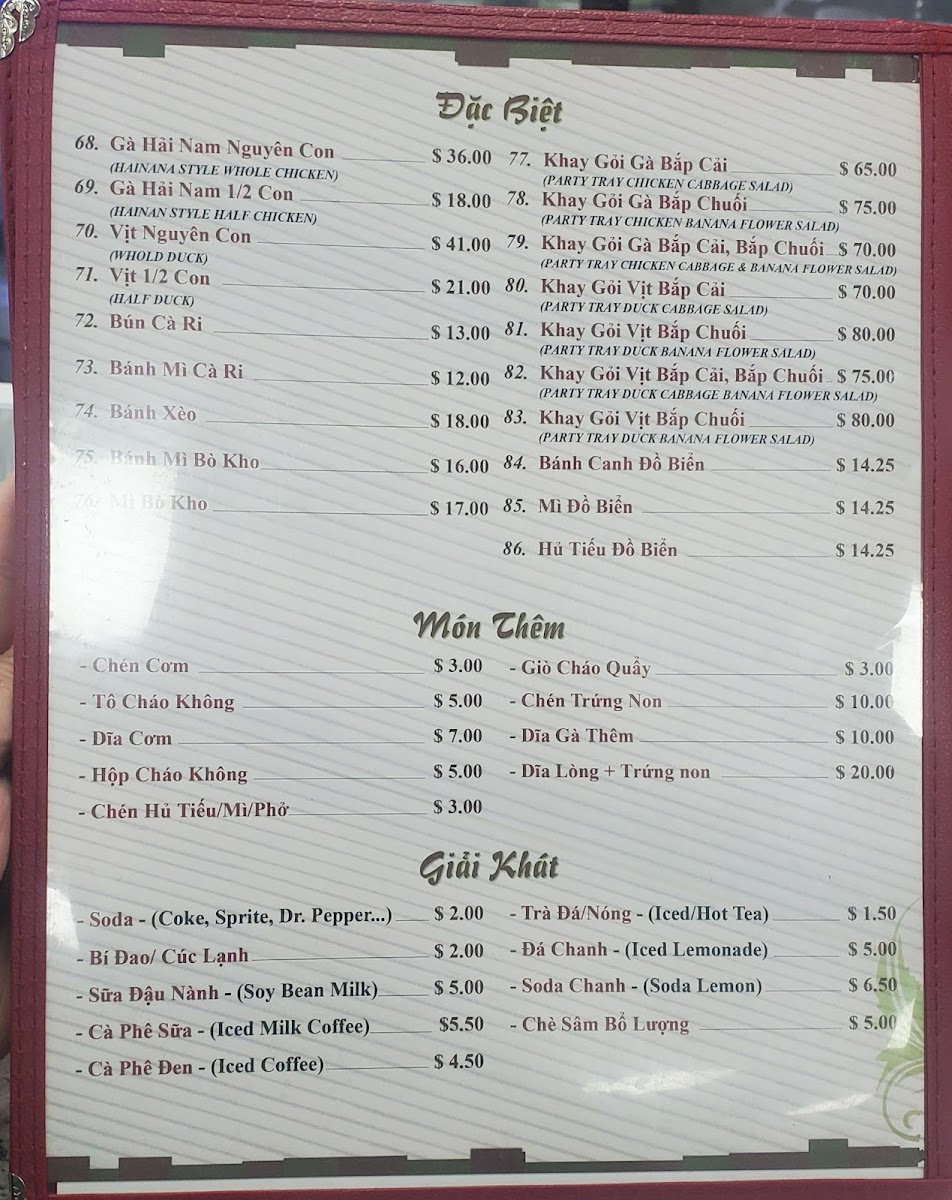 Đặc Biệt
68. Gà Hải Nam Nguyên Con $ 36.00
(HAINANA STYLE WHOLE CHICKEN)
69. Gà Hải Nam 1/2 Con $ 18.00
(HAINAN STYLE HALF CHICKEN)
70. Vịt Nguyên Con $ 41.00
(WHOLD DUCK)
71. Vịt 1/2 Con $ 21.00
(HALF DUCK)
72. Bún Cà Ri $ 13.00
73. Bánh Mì Cà Ri $ 12.00
74. Bánh Xèo $ 18.00
75. Bánh Mì Bò Kho $ 16.00
76. Mì Bò Kho $ 17.00
77. Khay Gỏi Gà Bắp Cải $ 65.00
(PARTY TRAY CHICKEN CABBAGE SALAD)
78. Khay Gỏi Gà Bắp Chuối $ 75.00
(PARTY TRAY CHICKEN BANANA FLOWER SALAD)
79. Khay Gỏi Gà Bắp Cải, Bắp Chuối $ 70.00
(PARTY TRAY CHICKEN CABBAGE & BANANA FLOWER SALAD)
80. Khay Gỏi Vịt Bắp Cải $ 70.00
(PARTY TRAY DUCK CABBAGE SALAD)
81. Khay Gỏi Vịt Bắp Chuối $ 80.00
(PARTY TRAY DUCK BANANA FLOWER SALAD)
82. Khay Gỏi Vịt Bắp Cải, Bắp Chuối $ 75.00
(PARTY TRAY DUCK CABBAGE BANANA FLOWER SALAD)
83. Khay Gỏi Vịt Bắp Chuối $ 80.00
(PARTY TRAY DUCK BANANA FLOWER SALAD)
84. Bánh Canh Đồ Biển $ 14.25
85. Mì Đồ Biển $ 14.25
86. Hủ Tiếu Đồ Biển $ 14.25
Món Thêm
- Chén Cơm $ 3.00
- Tô Cháo Không $ 5.00
- Dĩa Cơm $ 7.00
- Hộp Cháo Không $ 5.00
- Chén Hủ Tiếu/Mì/Phở $ 3.00
- Giò Cháo Quẩy $ 3.00
- Chén Trứng Non $ 10.00
- Dĩa Gà Thêm $ 10.00
- Dĩa Lòng + Trứng non $ 20.00
Giải Khát
- Soda - (Coke, Sprite, Dr. Pepper...) $ 2.00
- Bí Đao/ Cúc Lạnh $ 2.00
- Sữa Đậu Nành - (Soy Bean Milk) $ 5.00
- Cà Phê Sữa - (Iced Milk Coffee) $5.50
- Cà Phê Đen - (Iced Coffee) $ 4.50
- Trà Đá/Nóng - (Iced/Hot Tea) $ 1.50
- Đá Chanh - (Iced Lemonade) $ 5.00
- Soda Chanh - (Soda Lemon) $ 6.50
- Chè Sâm Bổ Lượng $ 5.00